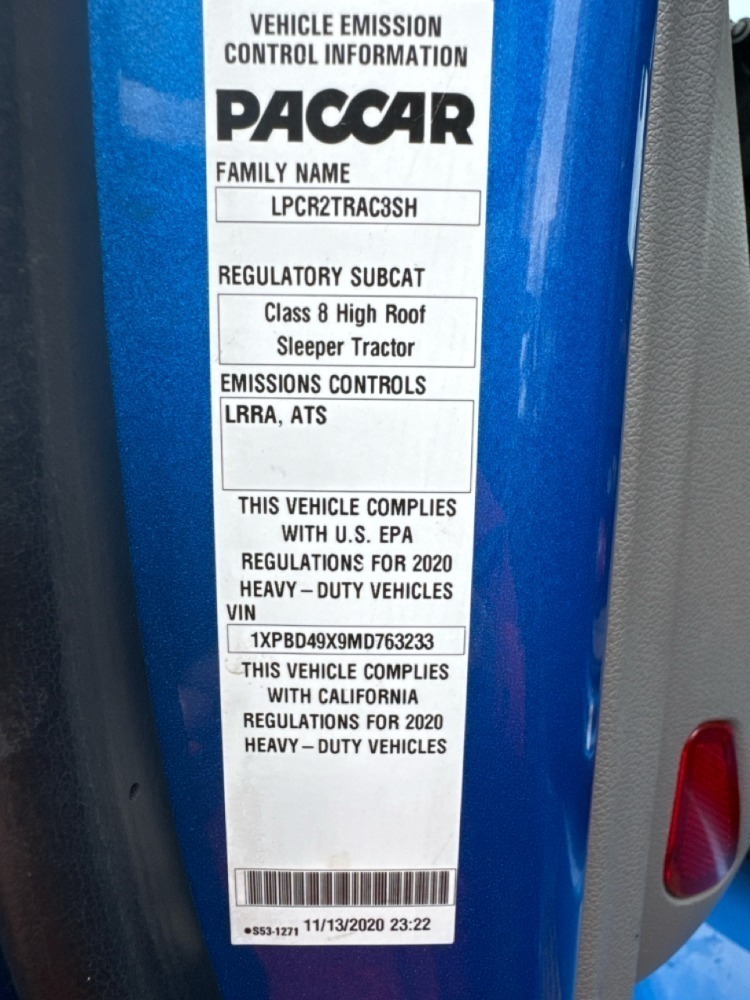 VEHICLE EMISSION
CONTROL INFORMATION
PACCAR
FAMILY NAME
LPCR2TRAC3SH
REGULATORY SUBCAT
Class 8 High Roof
Sleeper Tractor
EMISSIONS CONTROLS
LRRA, ATS
THIS VEHICLE COMPLIES
WITH U.S. EPA
REGULATIONS FOR 2020
HEAVY–DUTY VEHICLES
VIN
1XPBD49X9MD763233
THIS VEHICLE COMPLIES
WITH CALIFORNIA
REGULATIONS FOR 2020
HEAVY–DUTY VEHICLES
•S53-1271 11/13/2020 23:22